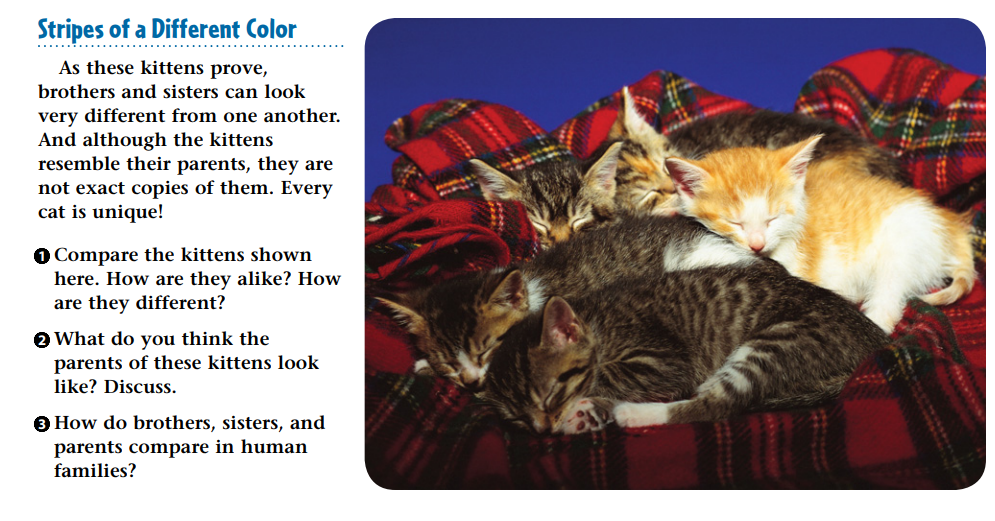 Stripes of a Different Color
As these kittens prove,
brothers and sisters can look
very different from one another.
And although the kittens
resemble their parents, they are
not exact copies of them. Every
cat is unique!
1 Compare the kittens shown
here. How are they alike? How
are they different?
2 What do you think the
parents of these kittens look
like? Discuss.
3 How do brothers, sisters, and
parents compare in human
families?